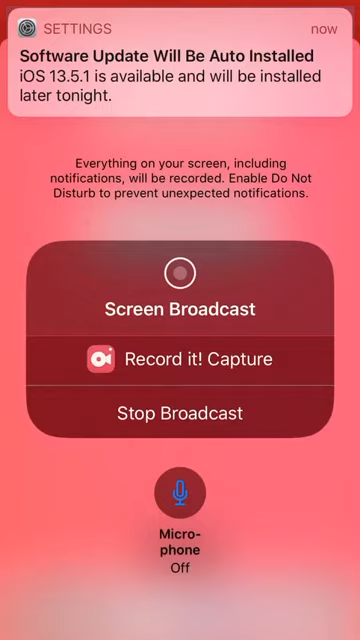 SETTINGS now
Software Update Will Be Auto Installed
iOS 13.5.1 is available and will be installed
later tonight.
Everything on your screen, including
notifications, will be recorded. Enable Do Not
Disturb to prevent unexpected notifications.
Screen Broadcast
Record it! Capture
Stop Broadcast
Micro-
phone
Off